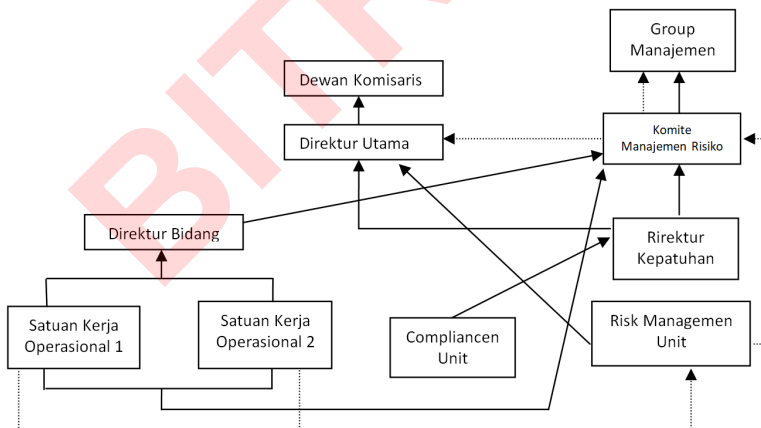 Group
Manajemen
Dewan Komisaris
Direktur Utama
Komite
Manajemen Risiko
Direktur Bidang
Rirektur
Kepatuhan
Satuan Kerja
Operasional 1
Satuan Kerja
Operasional 2
Compliancen
Unit
Risk Managemen
Unit